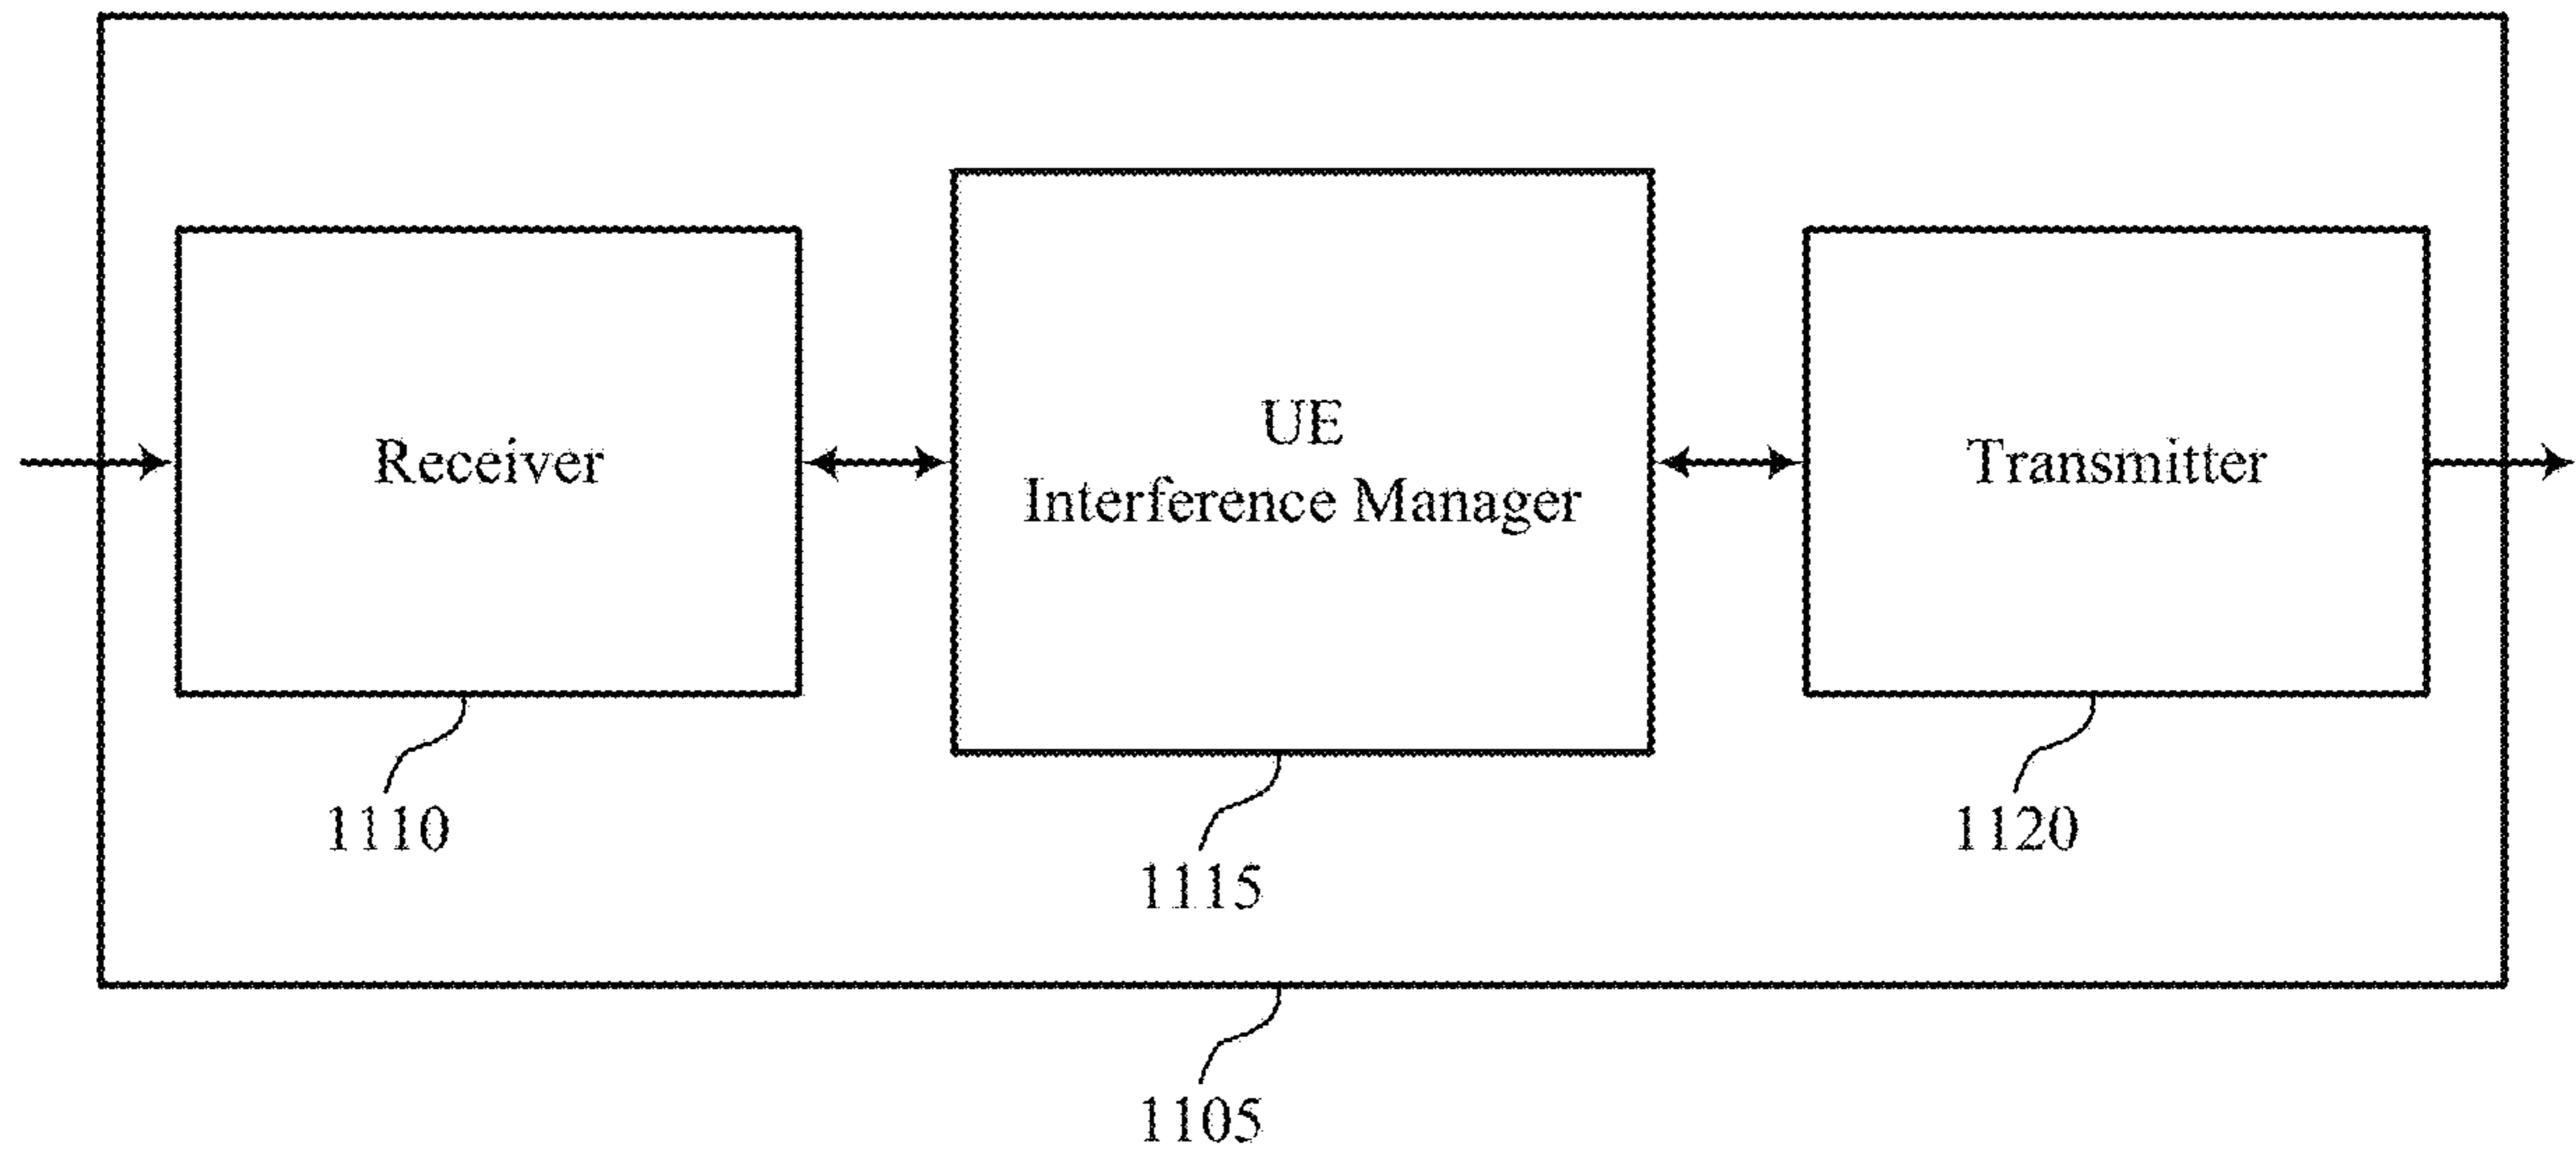 Receiver
UE
Interference Manager
Transmitter
1110
1115
1120
1105